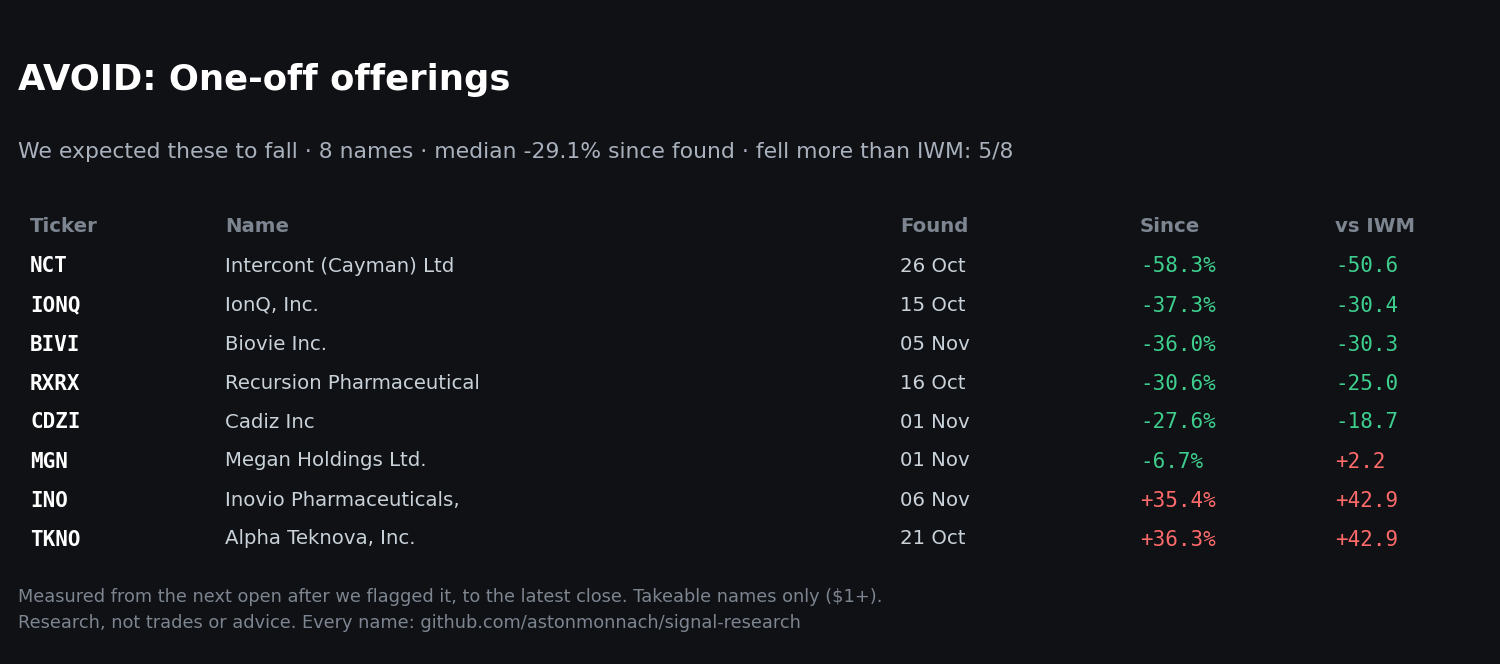 AVOID: One-off offerings
We expected these to fall · 8 names · median -29.1% since found · fell more than IWM: 5/8
Ticker Name Found Since vs IWM
NCT Intercont (Cayman) Ltd 26 Oct -58.3% -50.6
IONQ IonQ, Inc. 15 Oct -37.3% -30.4
BIVI Biovie Inc. 05 Nov -36.0% -30.3
RXRX Recursion Pharmaceutical 16 Oct -30.6% -25.0
CDZI Cadiz Inc 01 Nov -27.6% -18.7
MGN Megan Holdings Ltd. 01 Nov -6.7% +2.2
INO Inovio Pharmaceuticals, 06 Nov +35.4% +42.9
TKNO Alpha Teknova, Inc. 21 Oct +36.3% +42.9
Measured from the next open after we flagged it, to the latest close. Takeable names only ($1+).
Research, not trades or advice. Every name: github.com/astonmonnach/signal-research